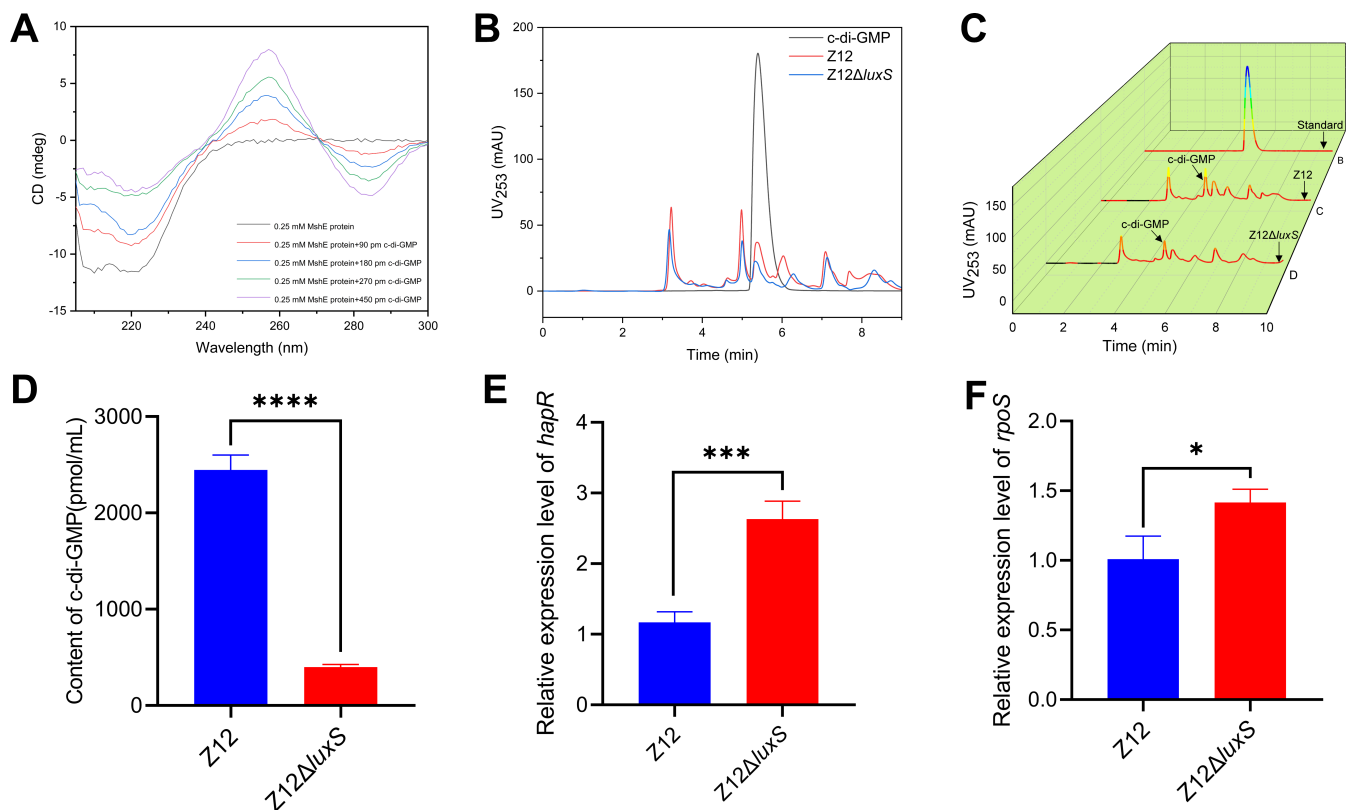 A
10
5
0
-5
-10
-15
CD (mdeg)
220
240
260
280
300
Wavelength (nm)
0.25 mM MshE protein
0.25 mM MshE protein+90 pm c-di-GMP
0.25 mM MshE protein+180 pm c-di-GMP
0.25 mM MshE protein+270 pm c-di-GMP
0.25 mM MshE protein+450 pm c-di-GMP
B
200
150
100
50
0
UV253 (mAU)
0
2
4
6
8
Time (min)
c-di-GMP
Z12
Z12ΔluxS
C
Standard
B
c-di-GMP
Z12
C
c-di-GMP
Z12ΔluxS
D
150
100
50
0
UV253 (mAU)
0
2
4
6
8
10
Time (min)
D
3000
2000
1000
0
Content of c-di-GMP(pmol/mL)
****
Z12
Z12ΔluxS
E
4
3
2
1
0
Relative expression level of hapR
***
Z12
Z12ΔluxS
F
2.0
1.5
1.0
0.5
0.0
Relative expression level of rpoS
*
Z12
Z12ΔluxS